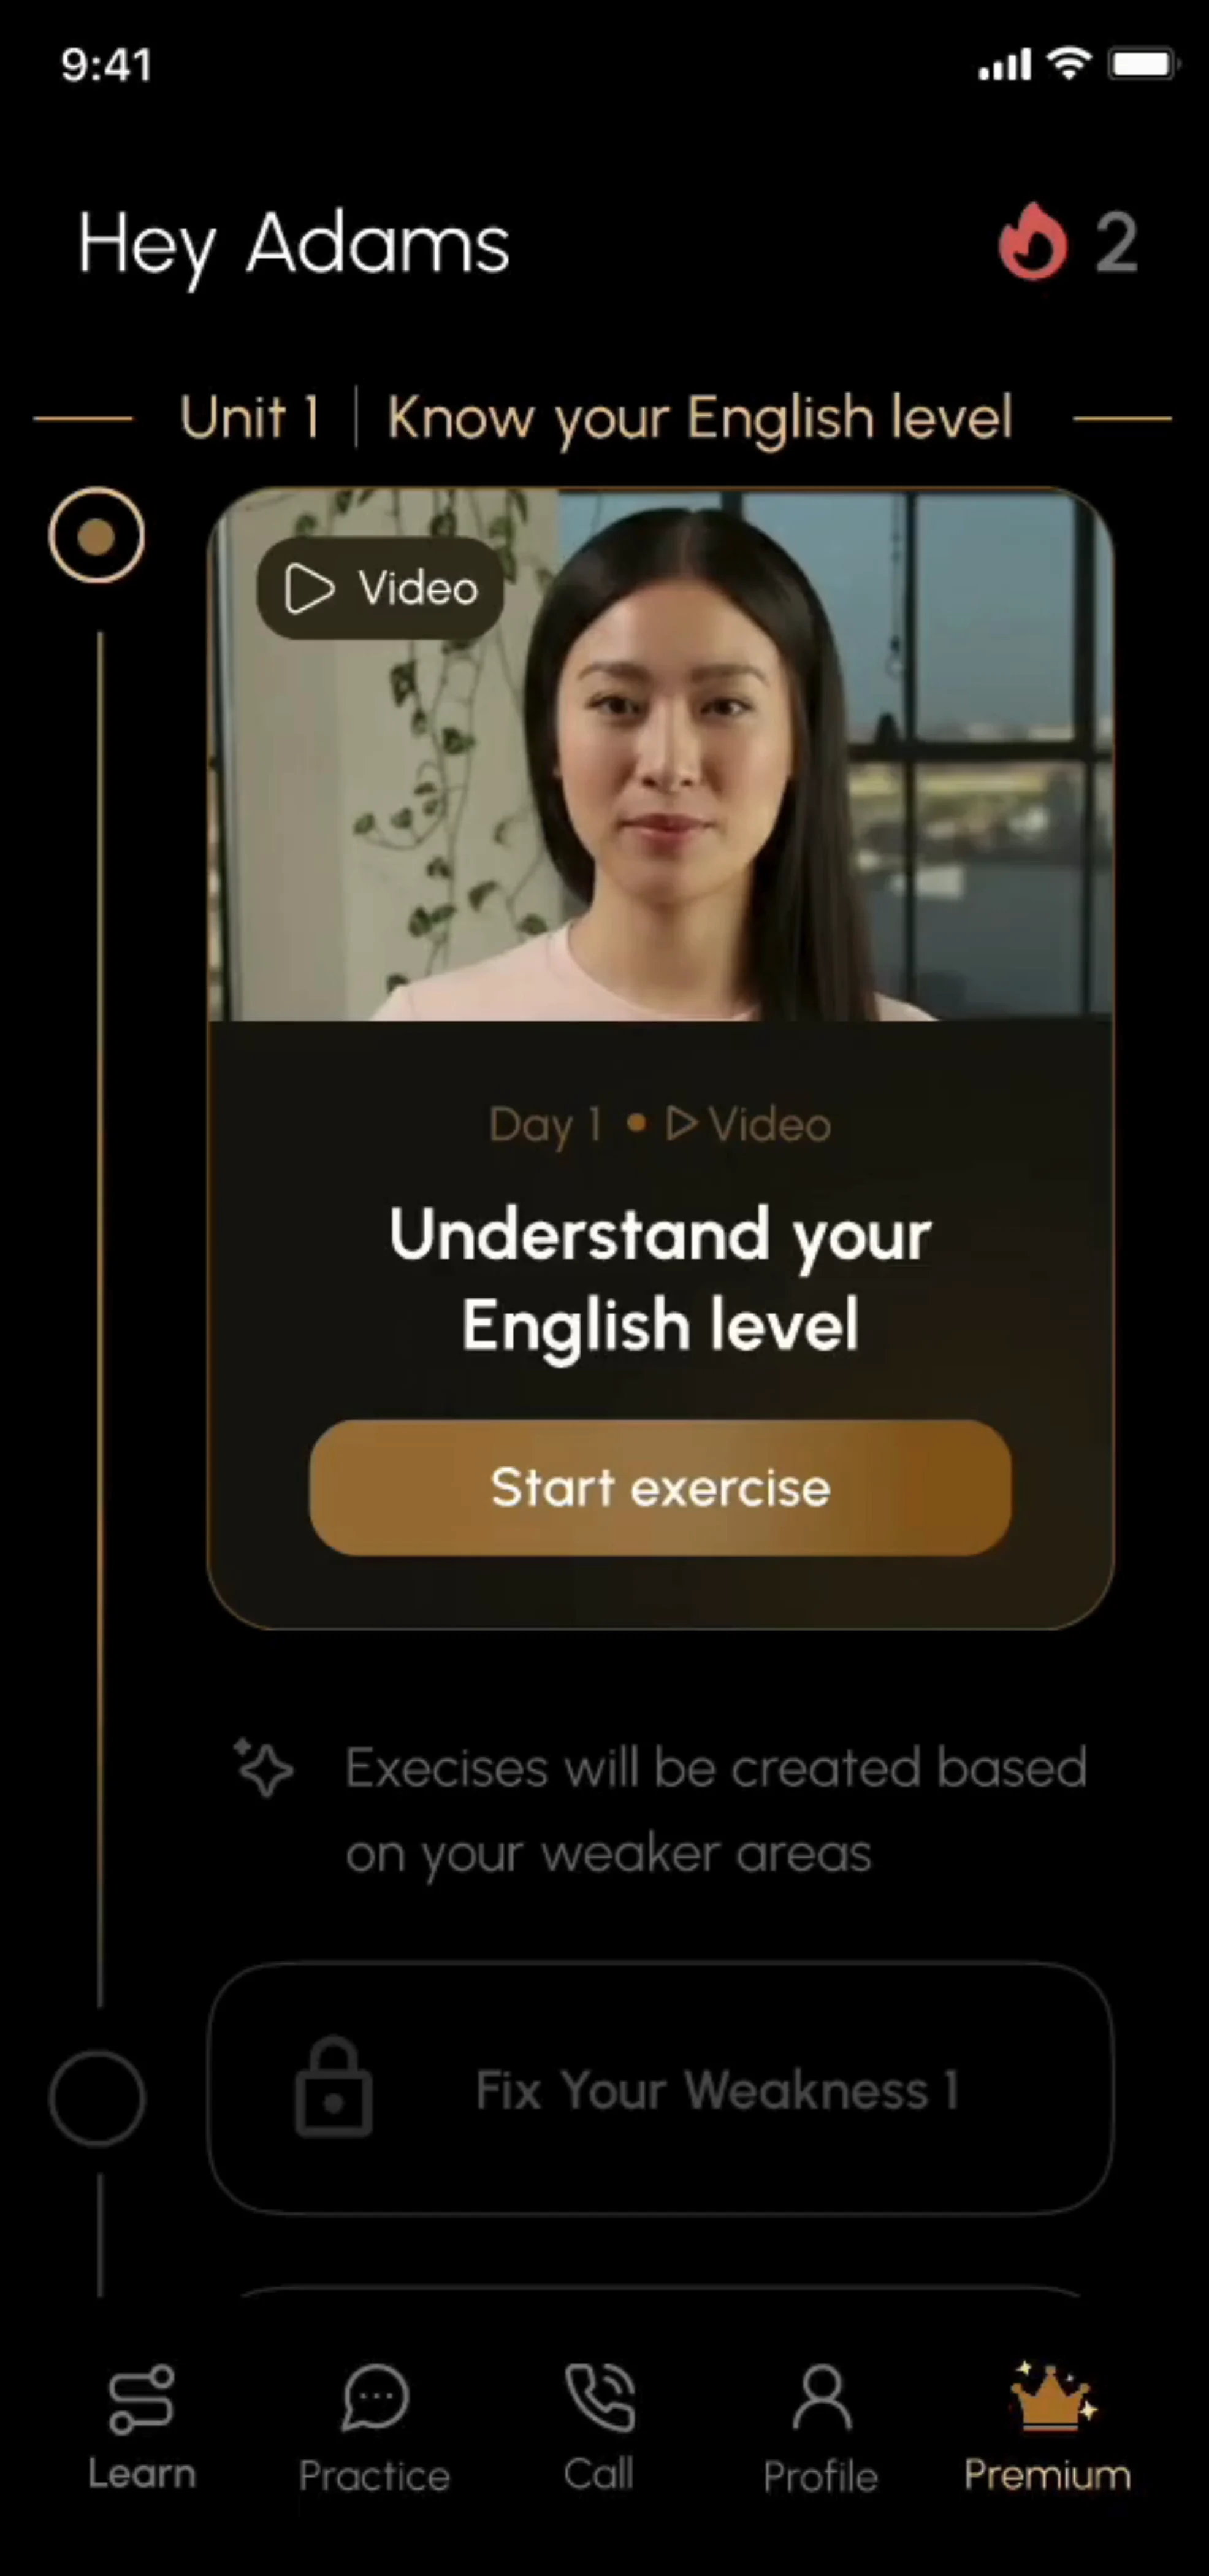 9:41
Hey Adams
2
Unit 1 | Know your English level
Video
Day 1 • Video
Understand your
English level
Start exercise
Execises will be created based
on your weaker areas
Fix Your Weakness 1
Learn
Practice
Call
Profile
Premium